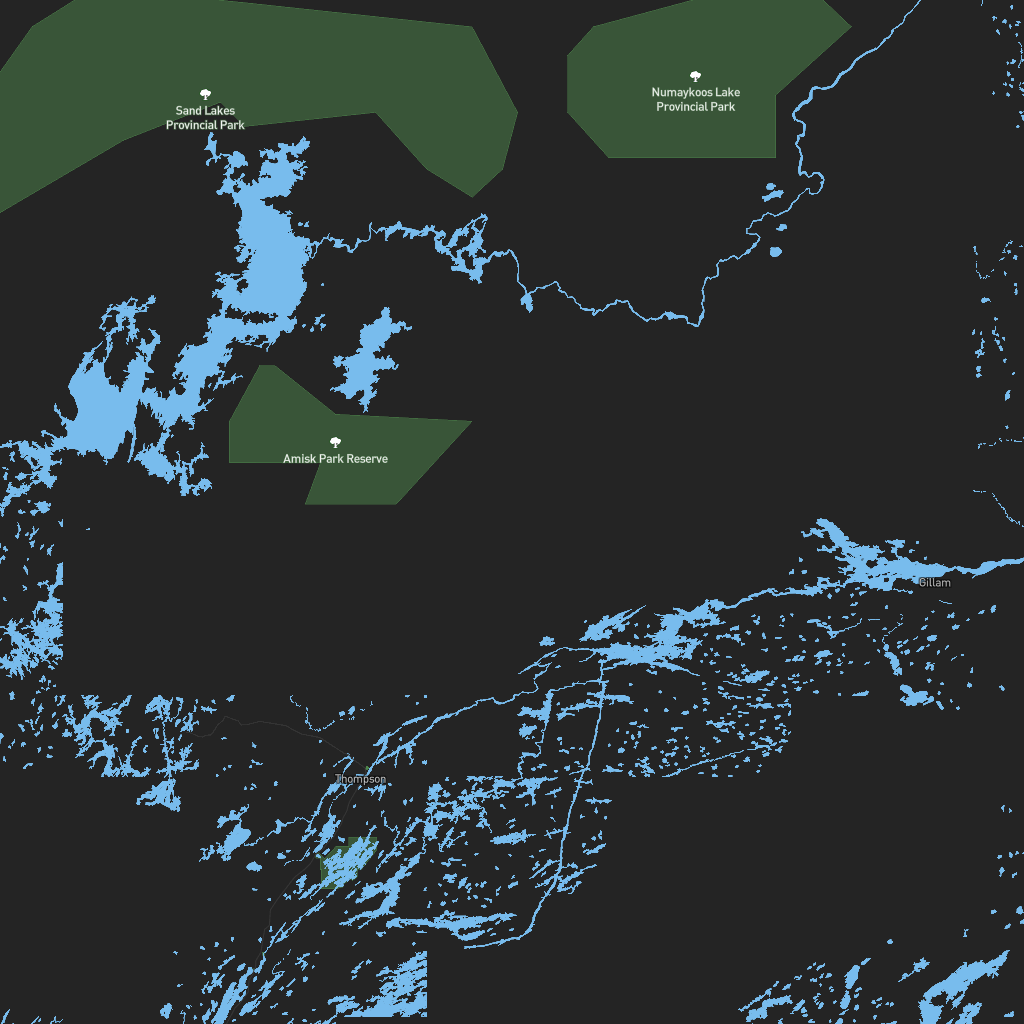 Numaykoos Lake
Provincial Park
Sand Lakes
Provincial Park
Amisk Park Reserve
Gillam
Thompson